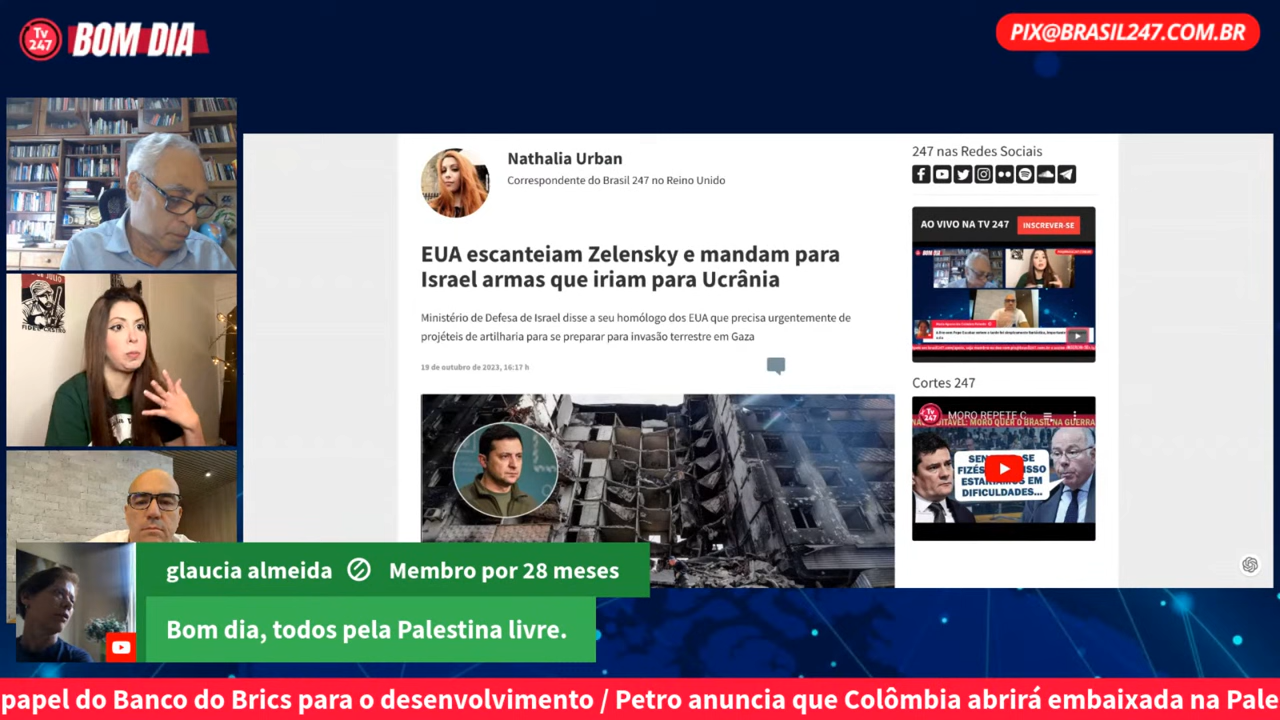 Tv 247
BOM DIA
PIX@BRASIL247.COM.BR
FIDEL CASTRO
Nathalia Urban
Correspondente do Brasil 247 no Reino Unido
EUA escanteiam Zelensky e mandam para
Israel armas que iriam para Ucrânia
Ministério de Defesa de Israel disse a seu homólogo dos EUA que precisa urgentemente de
projéteis de artilharia para se preparar para invasão terrestre em Gaza
19 de outubro de 2023, 16:17 h
247 nas Redes Sociais
AO VIVO NA TV 247
INSCREVER-SE
Cortes 247
Tv 247
MORO REPETE C...
MORO QUER O BRASIL NA GUERRA
ESTARÍAMOS EM
DIFICULDADES...
glaucia almeida
Membro por 28 meses
Bom dia, todos pela Palestina livre.
papel do Banco do Brics para o desenvolvimento / Petro anuncia que Colômbia abrirá embaixada na Pale